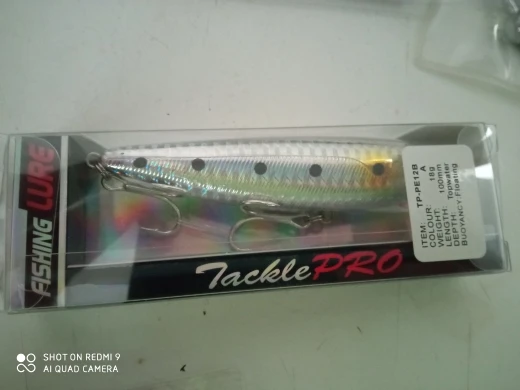 FISHING LURE
TacklePRO
ITEM: TP-PE12B
COLOUR: A
WEIGHT: 18g
LENGTH: 100mm
DEPTH: Topwater
BUOYANCY Floating
SHOT ON REDMI 9
AI QUAD CAMERA